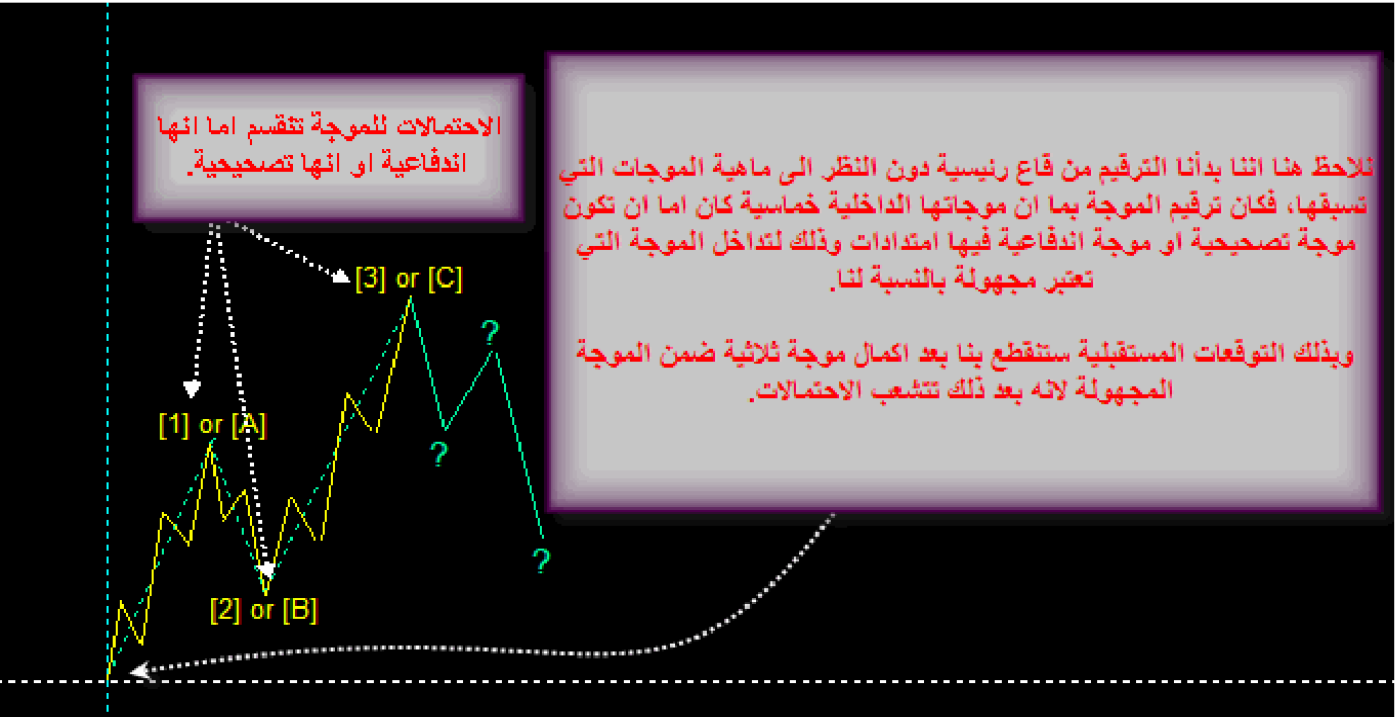 الاحتمالات للموجة تنقسم اما انها
اندفاعية او انها تصحيحية.
نلاحظ هنا اننا بدأنا الترقيم من قاع رئيسية دون النظر الى ماهية الموجات التي
تسبقها، فكان ترقيم الموجة بما ان موجاتها الداخلية خماسية كان اما ان تكون
موجة تصحيحية او موجة اندفاعية فيها امتدادات وذلك لتداخل الموجة التي
تعتبر مجهولة بالنسبة لنا.
وبذلك التوقعات المستقبلية ستنقطع بنا بعد اكمال موجة ثلاثية ضمن الموجة
المجهولة لانه بعد ذلك تتشعب الاحتمالات.
[3] or [C]
?
[1] or [A]
?
?
[2] or [B]